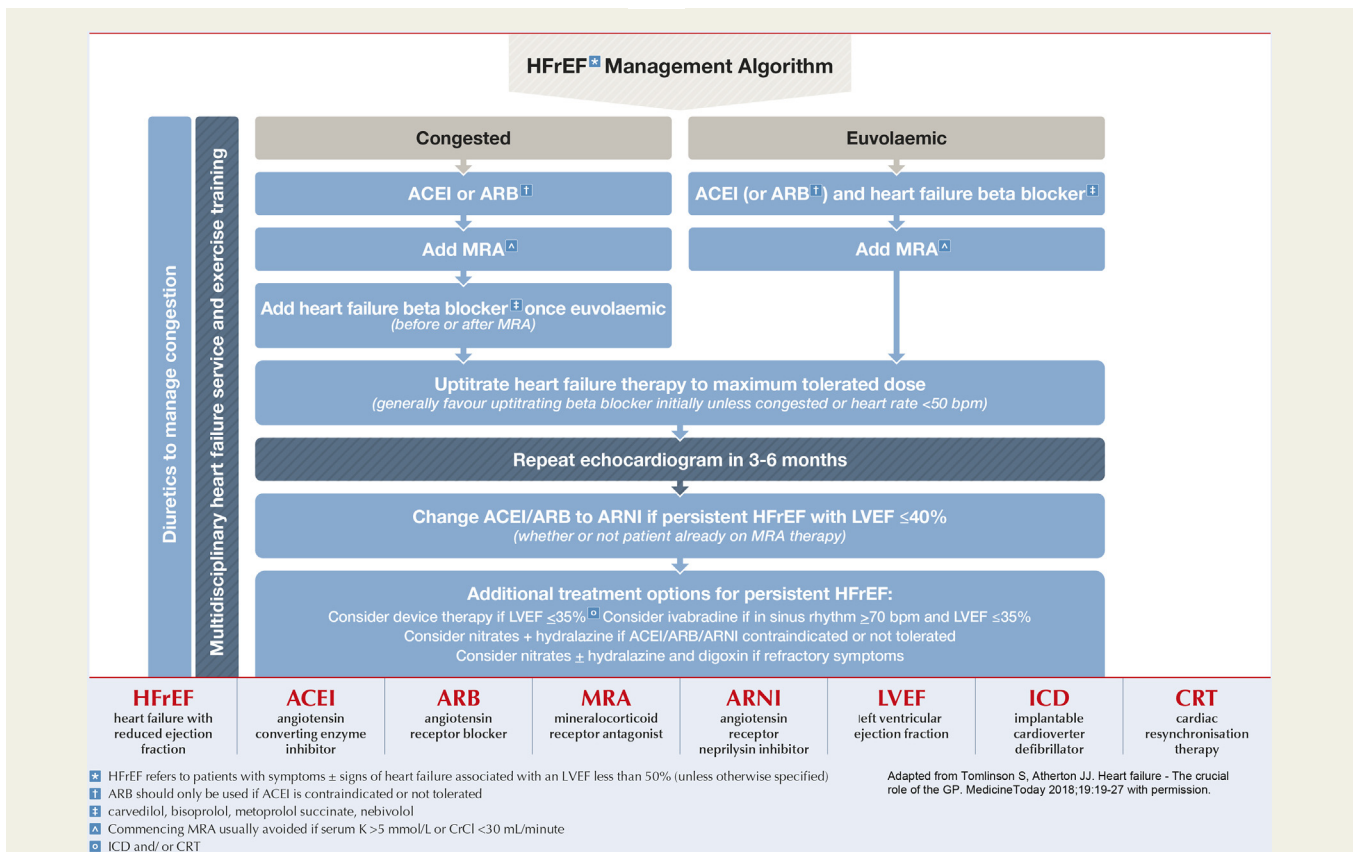 HFrEF* Management Algorithm
Diuretics to manage congestion
Multidisciplinary heart failure service and exercise training
Congested
ACEI or ARB†
Add MRA^
Add heart failure beta blocker‡ once euvolaemic
(before or after MRA)
Euvolaemic
ACEI (or ARB†) and heart failure beta blocker‡
Add MRA^
Uptitrate heart failure therapy to maximum tolerated dose
(generally favour uptitrating beta blocker initially unless congested or heart rate <50 bpm)
Repeat echocardiogram in 3-6 months
Change ACEI/ARB to ARNI if persistent HFrEF with LVEF ≤40%
(whether or not patient already on MRA therapy)
Additional treatment options for persistent HFrEF:
Consider device therapy if LVEF ≤35%o Consider ivabradine if in sinus rhythm ≥70 bpm and LVEF ≤35%
Consider nitrates + hydralazine if ACEI/ARB/ARNI contraindicated or not tolerated
Consider nitrates ± hydralazine and digoxin if refractory symptoms
HFrEF
heart failure with
reduced ejection
fraction
ACEI
angiotensin
converting enzyme
inhibitor
ARB
angiotensin
receptor blocker
MRA
mineralocorticoid
receptor antagonist
ARNI
angiotensin
receptor
neprilysin inhibitor
LVEF
left ventricular
ejection fraction
ICD
implantable
cardioverter
defibrillator
CRT
cardiac
resynchronisation
therapy
* HFrEF refers to patients with symptoms ± signs of heart failure associated with an LVEF less than 50% (unless otherwise specified)
† ARB should only be used if ACEI is contraindicated or not tolerated
‡ carvedilol, bisoprolol, metoprolol succinate, nebivolol
^ Commencing MRA usually avoided if serum K >5 mmol/L or CrCl <30 mL/minute
o ICD and/ or CRT
Adapted from Tomlinson S, Atherton JJ. Heart failure - The crucial
role of the GP. MedicineToday 2018;19:19-27 with permission.